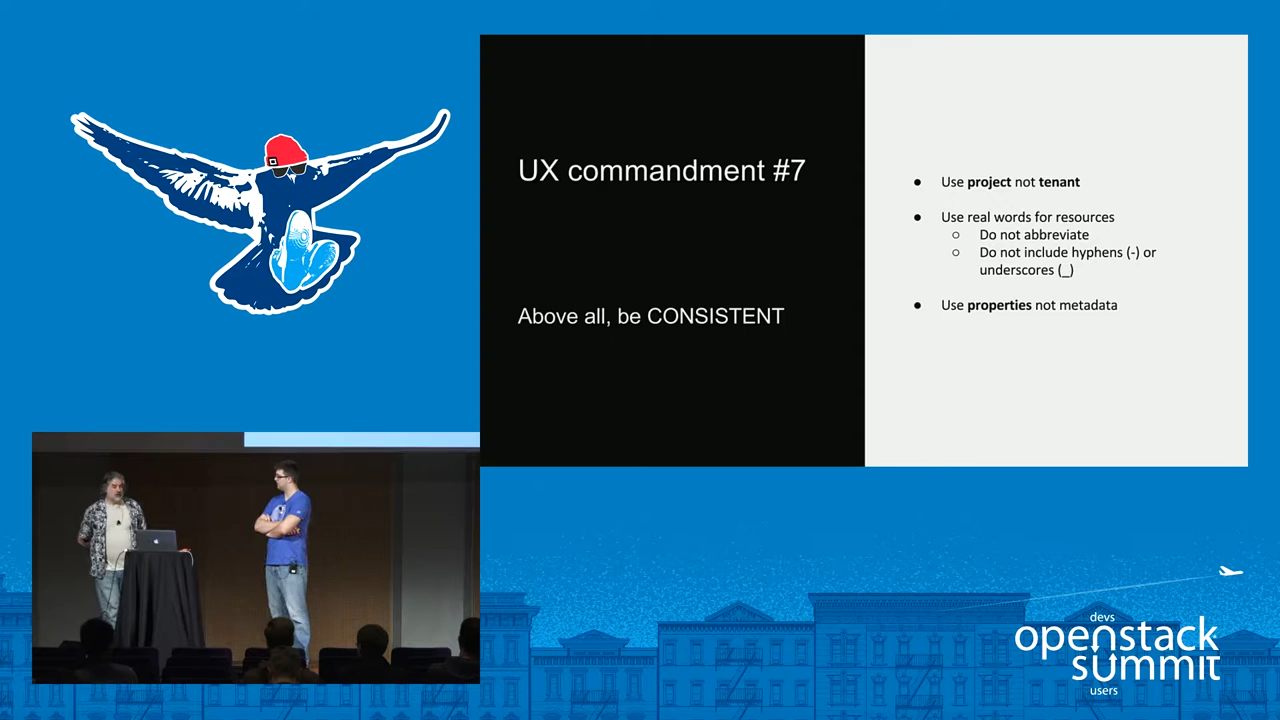 UX commandment #7
Above all, be CONSISTENT
● Use project not tenant
● Use real words for resources
○ Do not abbreviate
○ Do not include hyphens (-) or
underscores (_)
● Use properties not metadata
devs
openstack
summit
users